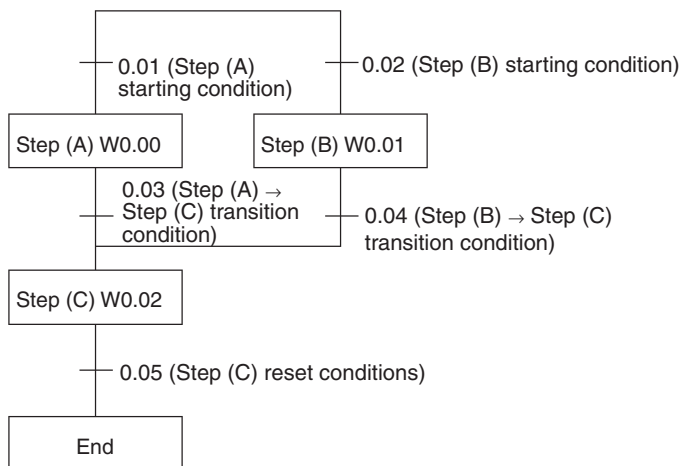 0.01 (Step (A)
starting condition)
0.02 (Step (B) starting condition)
Step (A) W0.00
Step (B) W0.01
0.03 (Step (A) →
Step (C) transition
condition)
0.04 (Step (B) → Step (C)
transition condition)
Step (C) W0.02
0.05 (Step (C) reset conditions)
End